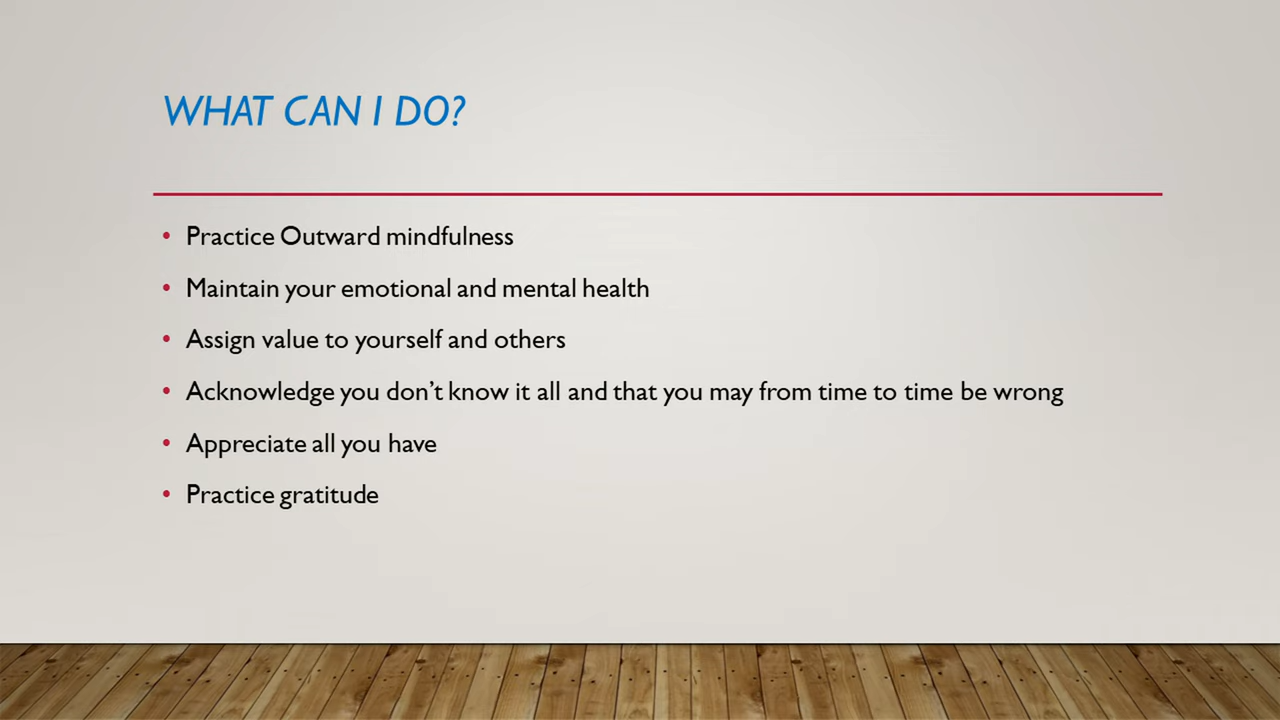 WHAT CAN I DO?
• Practice Outward mindfulness
• Maintain your emotional and mental health
• Assign value to yourself and others
• Acknowledge you don’t know it all and that you may from time to time be wrong
• Appreciate all you have
• Practice gratitude